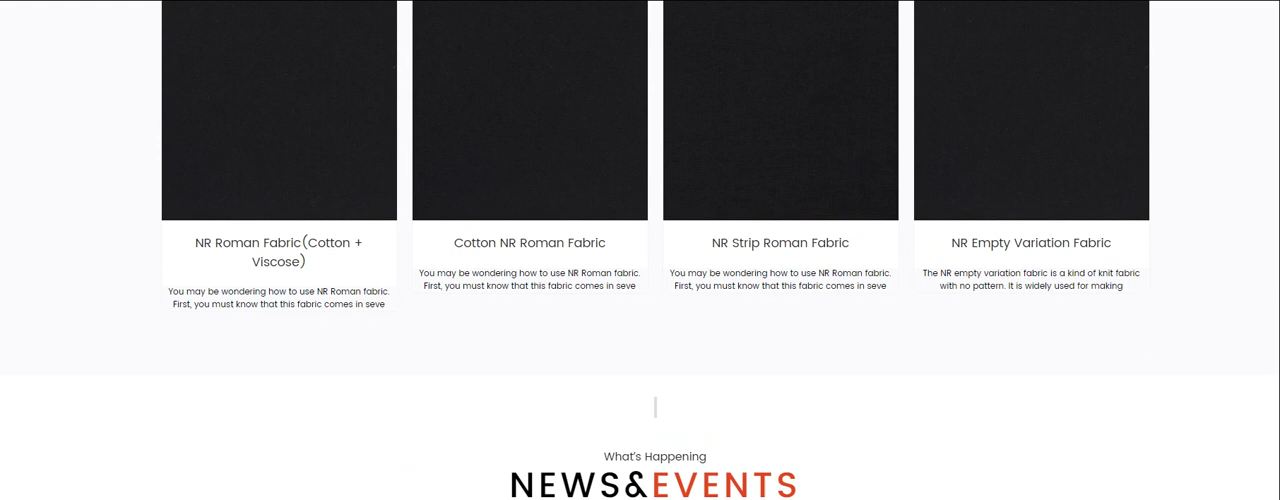 NR Roman Fabric(Cotton +
Viscose)
You may be wondering how to use NR Roman fabric.
First, you must know that this fabric comes in seve
Cotton NR Roman Fabric
You may be wondering how to use NR Roman fabric.
First, you must know that this fabric comes in seve
NR Strip Roman Fabric
You may be wondering how to use NR Roman fabric.
First, you must know that this fabric comes in seve
NR Empty Variation Fabric
The NR empty variation fabric is a kind of knit fabric
with no pattern. It is widely used for making
What's Happening
NEWS&EVENTS